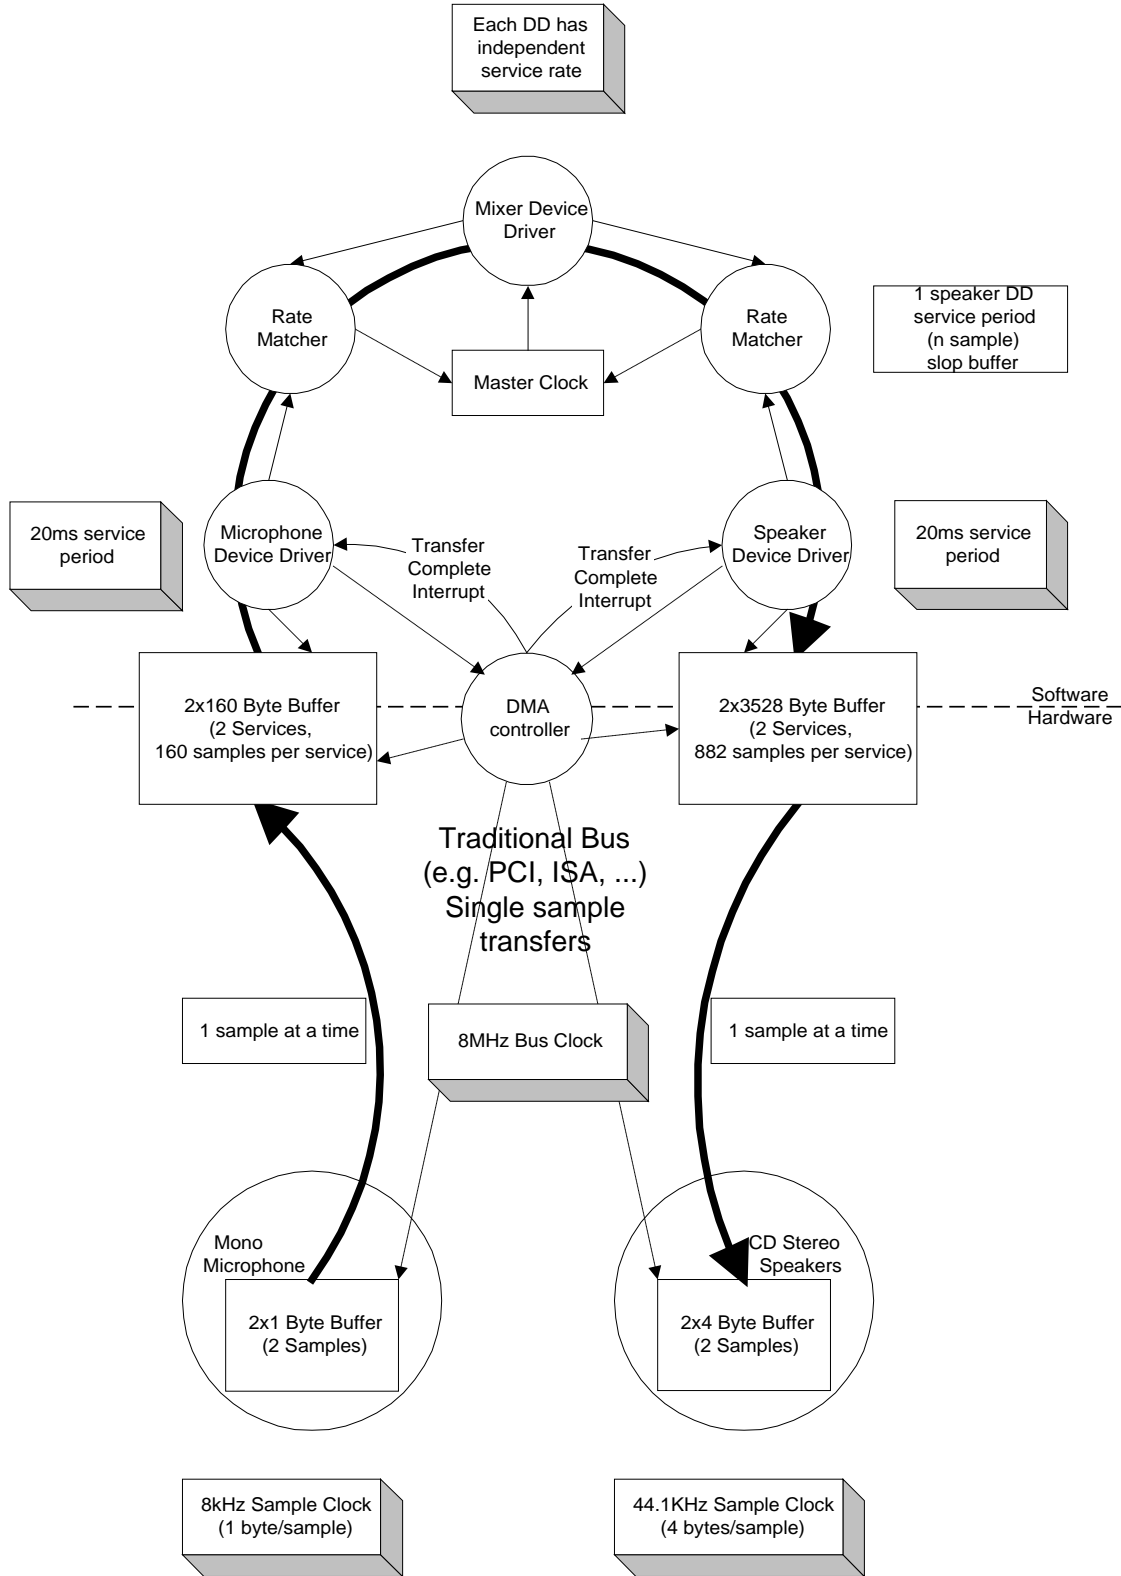 Each DD has
independent
service rate
Mixer Device
Driver
Rate
Matcher
Rate
Matcher
1 speaker DD
service period
(n sample)
slop buffer
Master Clock
20ms service
period
Microphone
Device Driver
Transfer
Complete
Interrupt
Transfer
Complete
Interrupt
Speaker
Device Driver
20ms service
period
2x160 Byte Buffer
(2 Services,
160 samples per service)
DMA
controller
2x3528 Byte Buffer
(2 Services,
882 samples per service)
Software
Hardware
Traditional Bus
(e.g. PCI, ISA, ...)
Single sample
transfers
1 sample at a time
8MHz Bus Clock
1 sample at a time
Mono
Microphone
2x1 Byte Buffer
(2 Samples)
CD Stereo
Speakers
2x4 Byte Buffer
(2 Samples)
8kHz Sample Clock
(1 byte/sample)
44.1KHz Sample Clock
(4 bytes/sample)